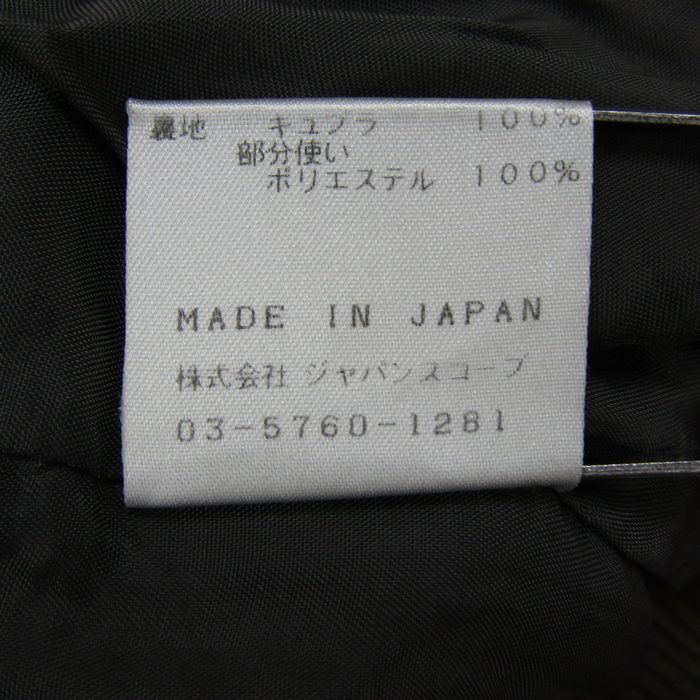 裏地 キュプラ 100%
部分使い
ポリエステル 100%
MADE IN JAPAN
株式会社 ジャパンスコープ
03-5760-1281